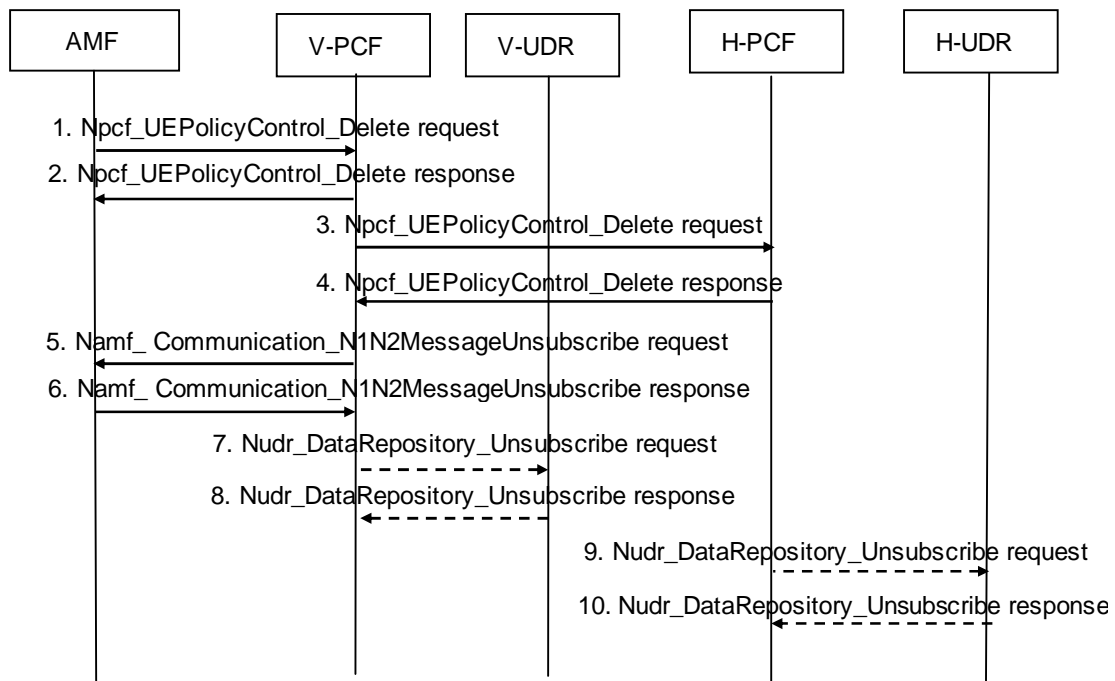 AMF
V-PCF
V-UDR
H-PCF
H-UDR
1. Npcf_UEPolicyControl_Delete request
2. Npcf_UEPolicyControl_Delete response
3. Npcf_UEPolicyControl_Delete request
4. Npcf_UEPolicyControl_Delete response
5. Namf_ Communication_N1N2MessageUnsubscribe request
6. Namf_ Communication_N1N2MessageUnsubscribe response
7. Nudr_DataRepository_Unsubscribe request
8. Nudr_DataRepository_Unsubscribe response
9. Nudr_DataRepository_Unsubscribe request
10. Nudr_DataRepository_Unsubscribe response